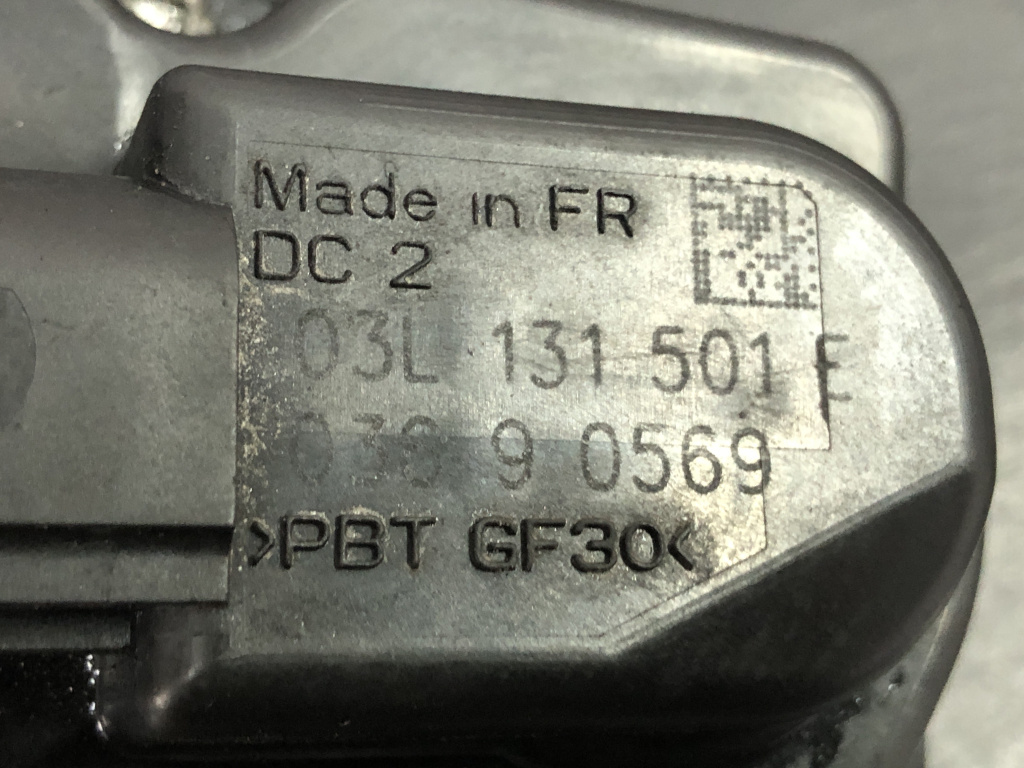 Made in FR
DC 2
03L 131 501 E
9 0569
>PBT GF30<